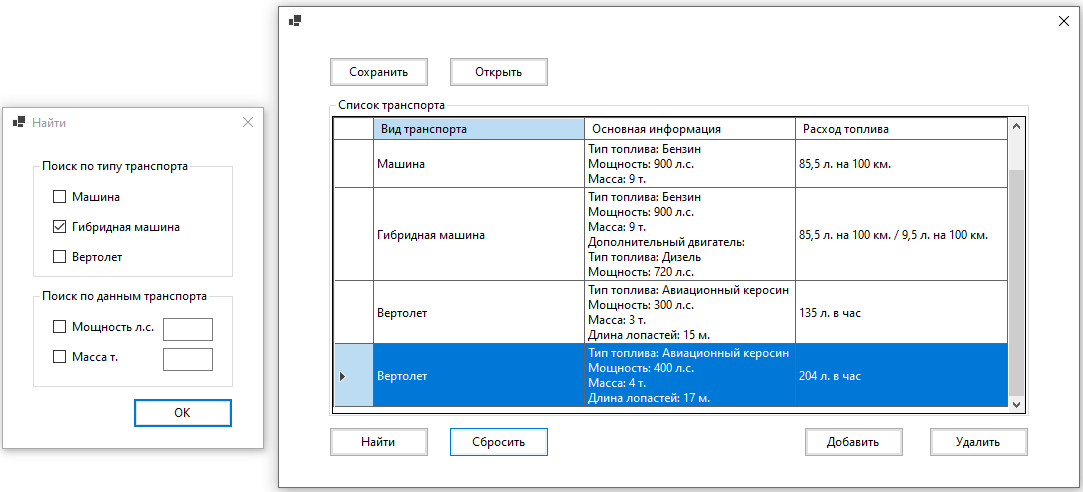 Найти
Поиск по типу транспорта
Машина
Гибридная машина
Вертолет
Поиск по данным транспорта
Мощность л.с.
Масса т.
OK
Сохранить
Открыть
Список транспорта
Вид транспорта
Основная информация
Расход топлива
Машина
Тип топлива: Бензин
Мощность: 900 л.с.
Масса: 9 т.
85,5 л. на 100 км.
Гибридная машина
Тип топлива: Бензин
Мощность: 900 л.с.
Масса: 9 т.
Дополнительный двигатель:
Тип топлива: Дизель
Мощность: 720 л.с.
85,5 л. на 100 км. / 9,5 л. на 100 км.
Вертолет
Тип топлива: Авиационный керосин
Мощность: 300 л.с.
Масса: 3 т.
Длина лопастей: 15 м.
135 л. в час
Вертолет
Тип топлива: Авиационный керосин
Мощность: 400 л.с.
Масса: 4 т.
Длина лопастей: 17 м.
204 л. в час
Найти
Сбросить
Добавить
Удалить